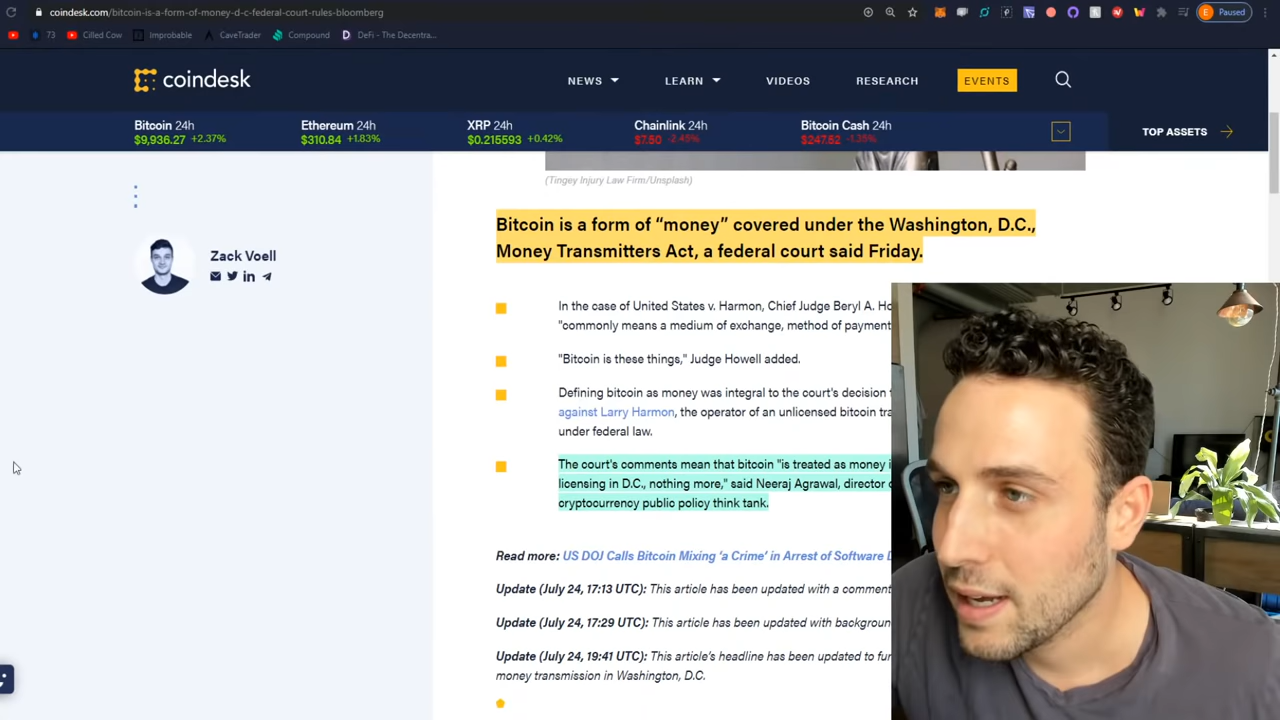 coindesk.com/bitcoin-is-a-form-of-money-d-c-federal-court-rules-bloomberg
E Paused
73 Cilled Cow Improbable CaveTrader Compound DeFi - The Decentra...
coindesk NEWS LEARN VIDEOS RESEARCH EVENTS
Bitcoin 24h Ethereum 24h XRP 24h Chainlink 24h Bitcoin Cash 24h
$9,936.27 +2.37% $310.84 +1.83% $0.215593 +0.42% $7.50 -2.45% $247.52 -1.35%
TOP ASSETS
(Tingey Injury Law Firm/Unsplash)
Zack Voell
Bitcoin is a form of “money” covered under the Washington, D.C.,
Money Transmitters Act, a federal court said Friday.
In the case of United States v. Harmon, Chief Judge Beryl A. Ho
"commonly means a medium of exchange, method of payment
"Bitcoin is these things," Judge Howell added.
Defining bitcoin as money was integral to the court's decision
against Larry Harmon, the operator of an unlicensed bitcoin tra
under federal law.
The court's comments mean that bitcoin "is treated as money i
licensing in D.C., nothing more," said Neeraj Agrawal, director
cryptocurrency public policy think tank.
Read more: US DOJ Calls Bitcoin Mixing ‘a Crime’ in Arrest of Software D
Update (July 24, 17:13 UTC): This article has been updated with a comment
Update (July 24, 17:29 UTC): This article has been updated with backgroun
Update (July 24, 19:41 UTC): This article’s headline has been updated to fur
money transmission in Washington, D.C.